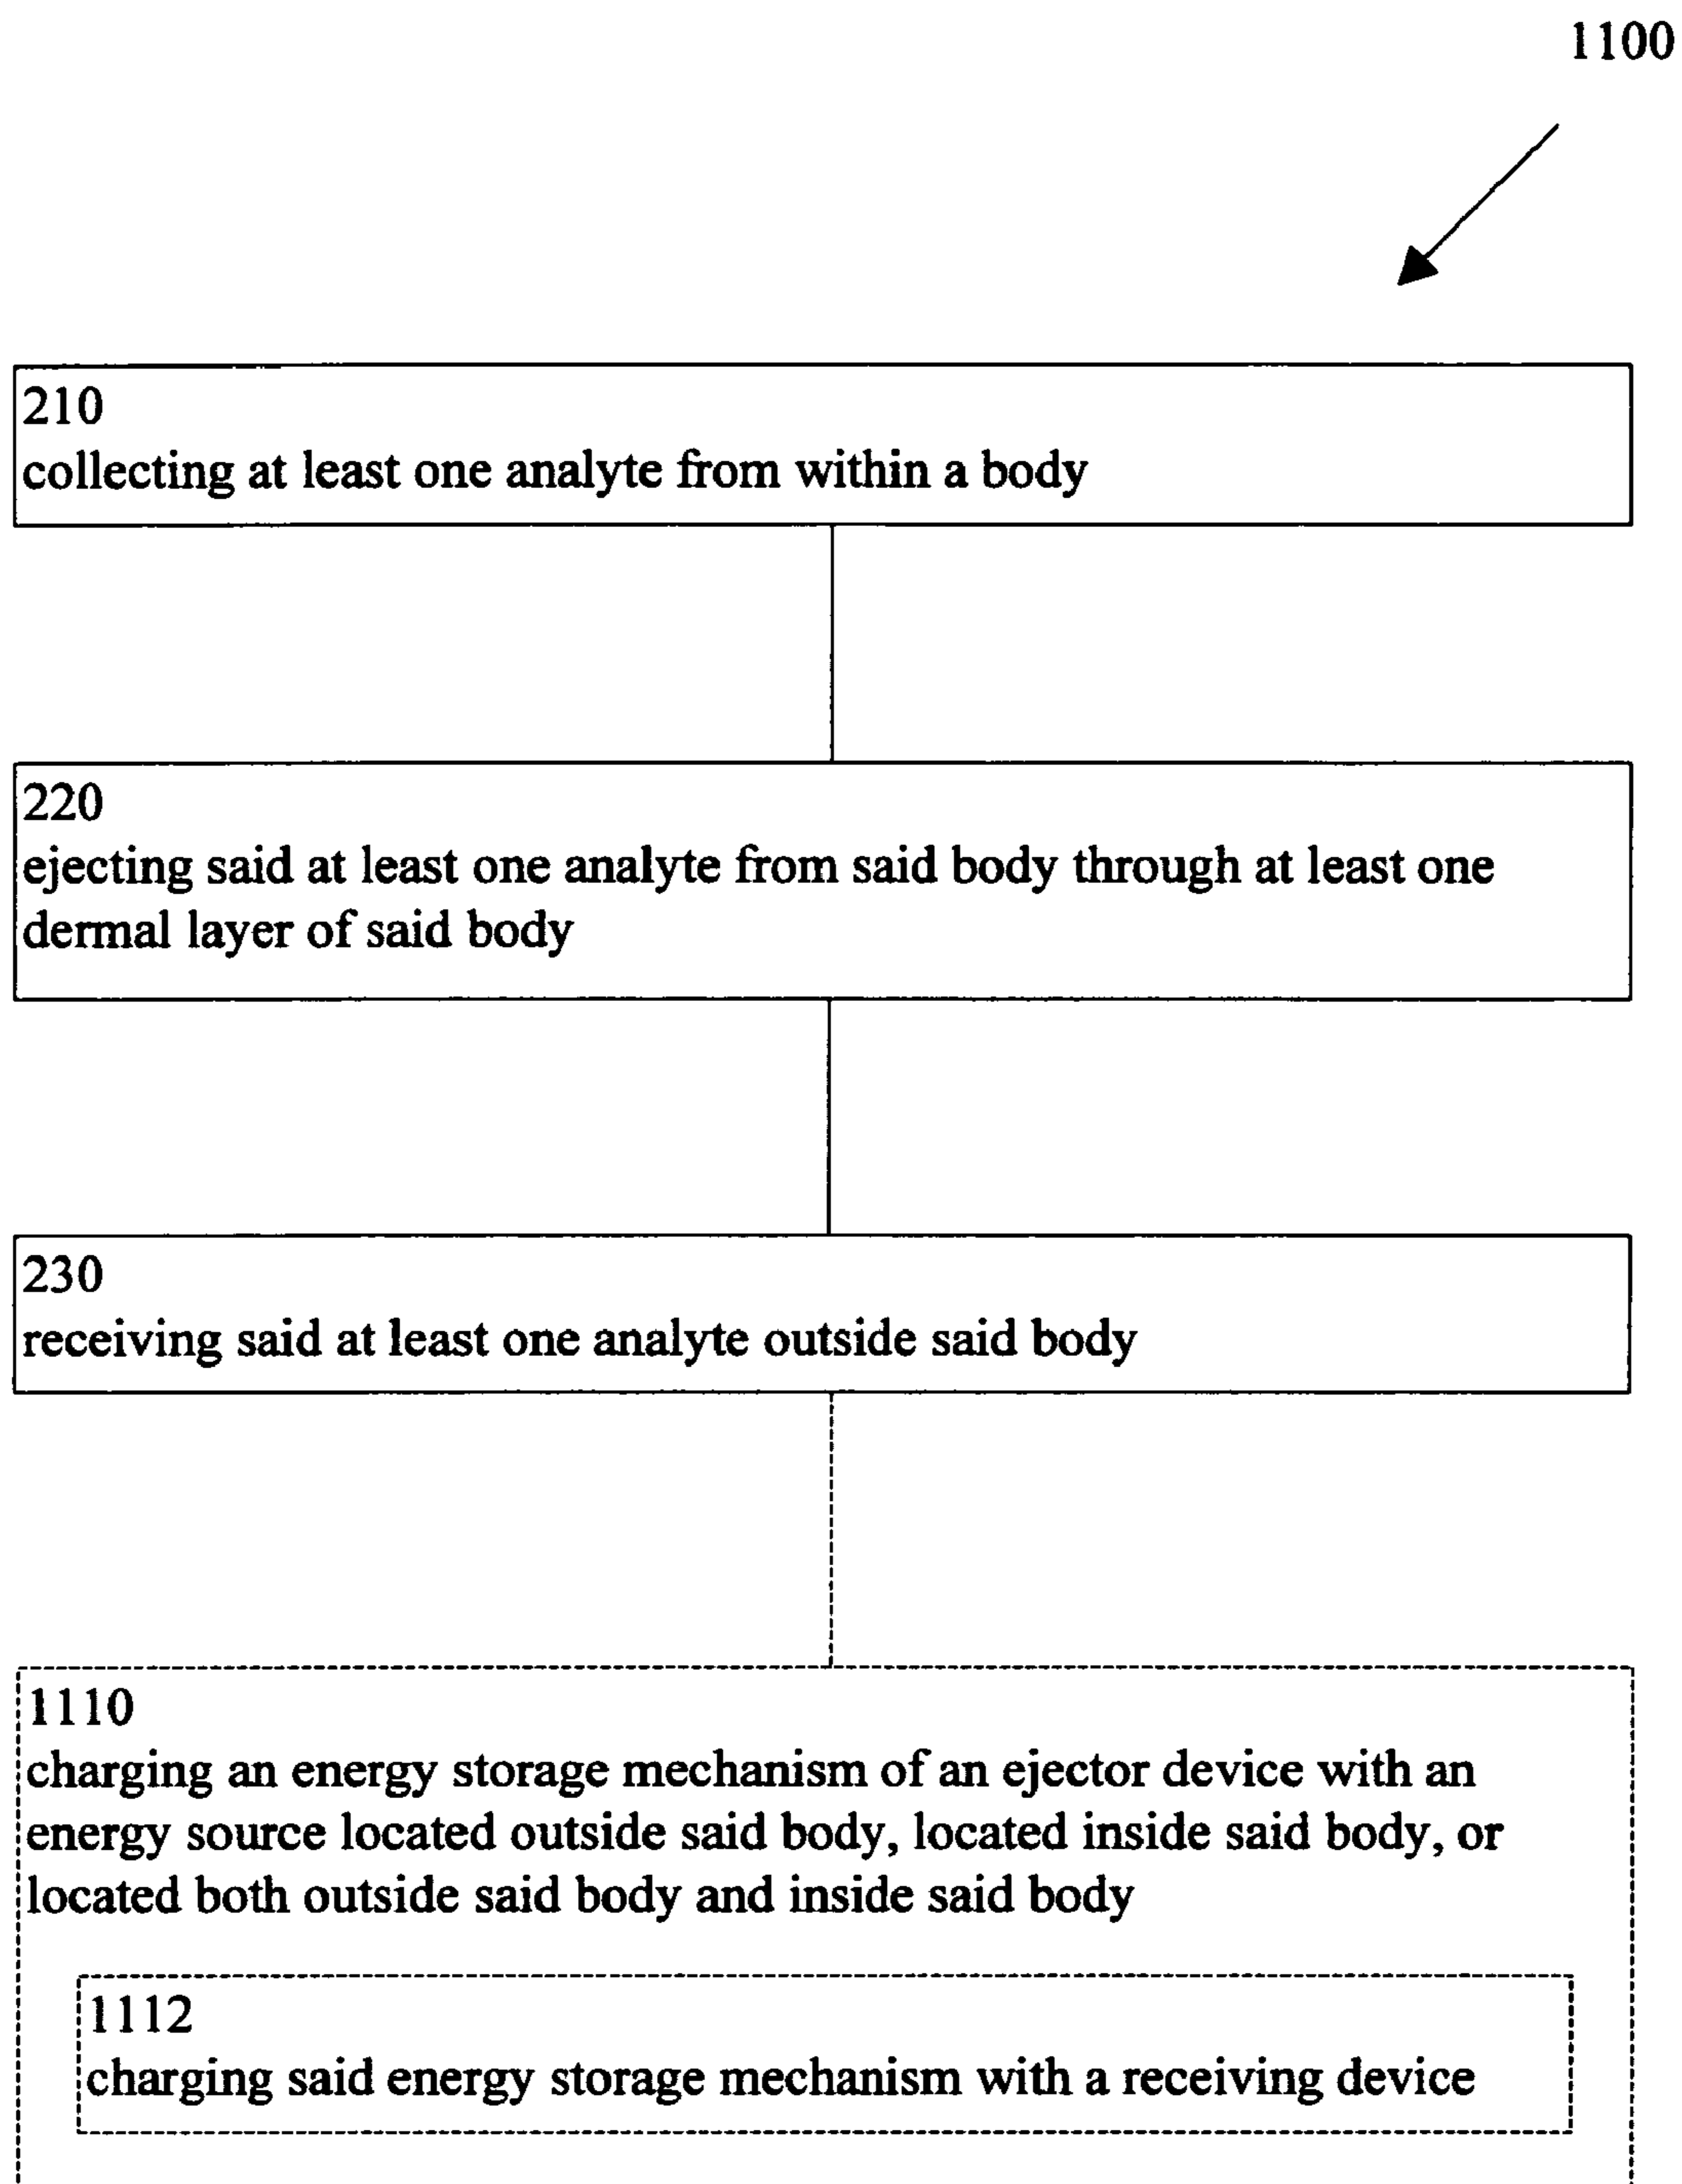 1100
210
collecting at least one analyte from within a body
220
ejecting said at least one analyte from said body through at least one
dermal layer of said body
230
receiving said at least one analyte outside said body
1110
charging an energy storage mechanism of an ejector device with an
energy source located outside said body, located inside said body, or
located both outside said body and inside said body
1112
charging said energy storage mechanism with a receiving device